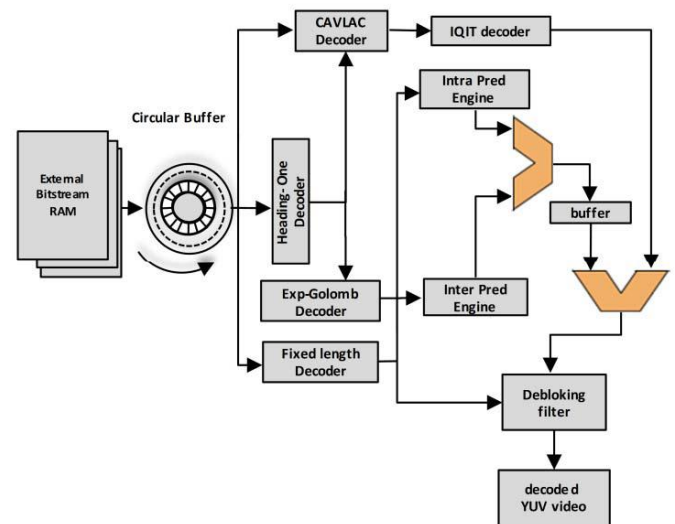 CAVLAC
Decoder
IQIT decoder
Intra Pred
Engine
Circular Buffer
External
Bitstream
RAM
Heading- One
Decoder
buffer
Exp-Golomb
Decoder
Inter Pred
Engine
Fixed length
Decoder
Debloking
filter
decoded
YUV video